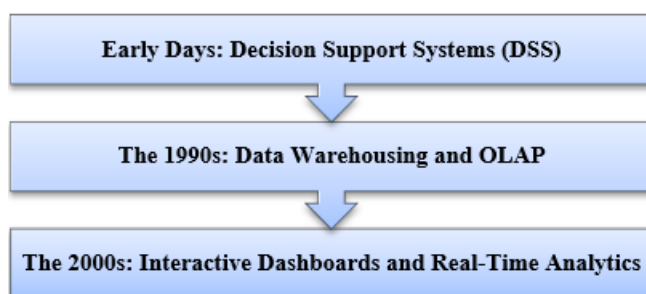 Early Days: Decision Support Systems (DSS)
The 1990s: Data Warehousing and OLAP
The 2000s: Interactive Dashboards and Real-Time Analytics